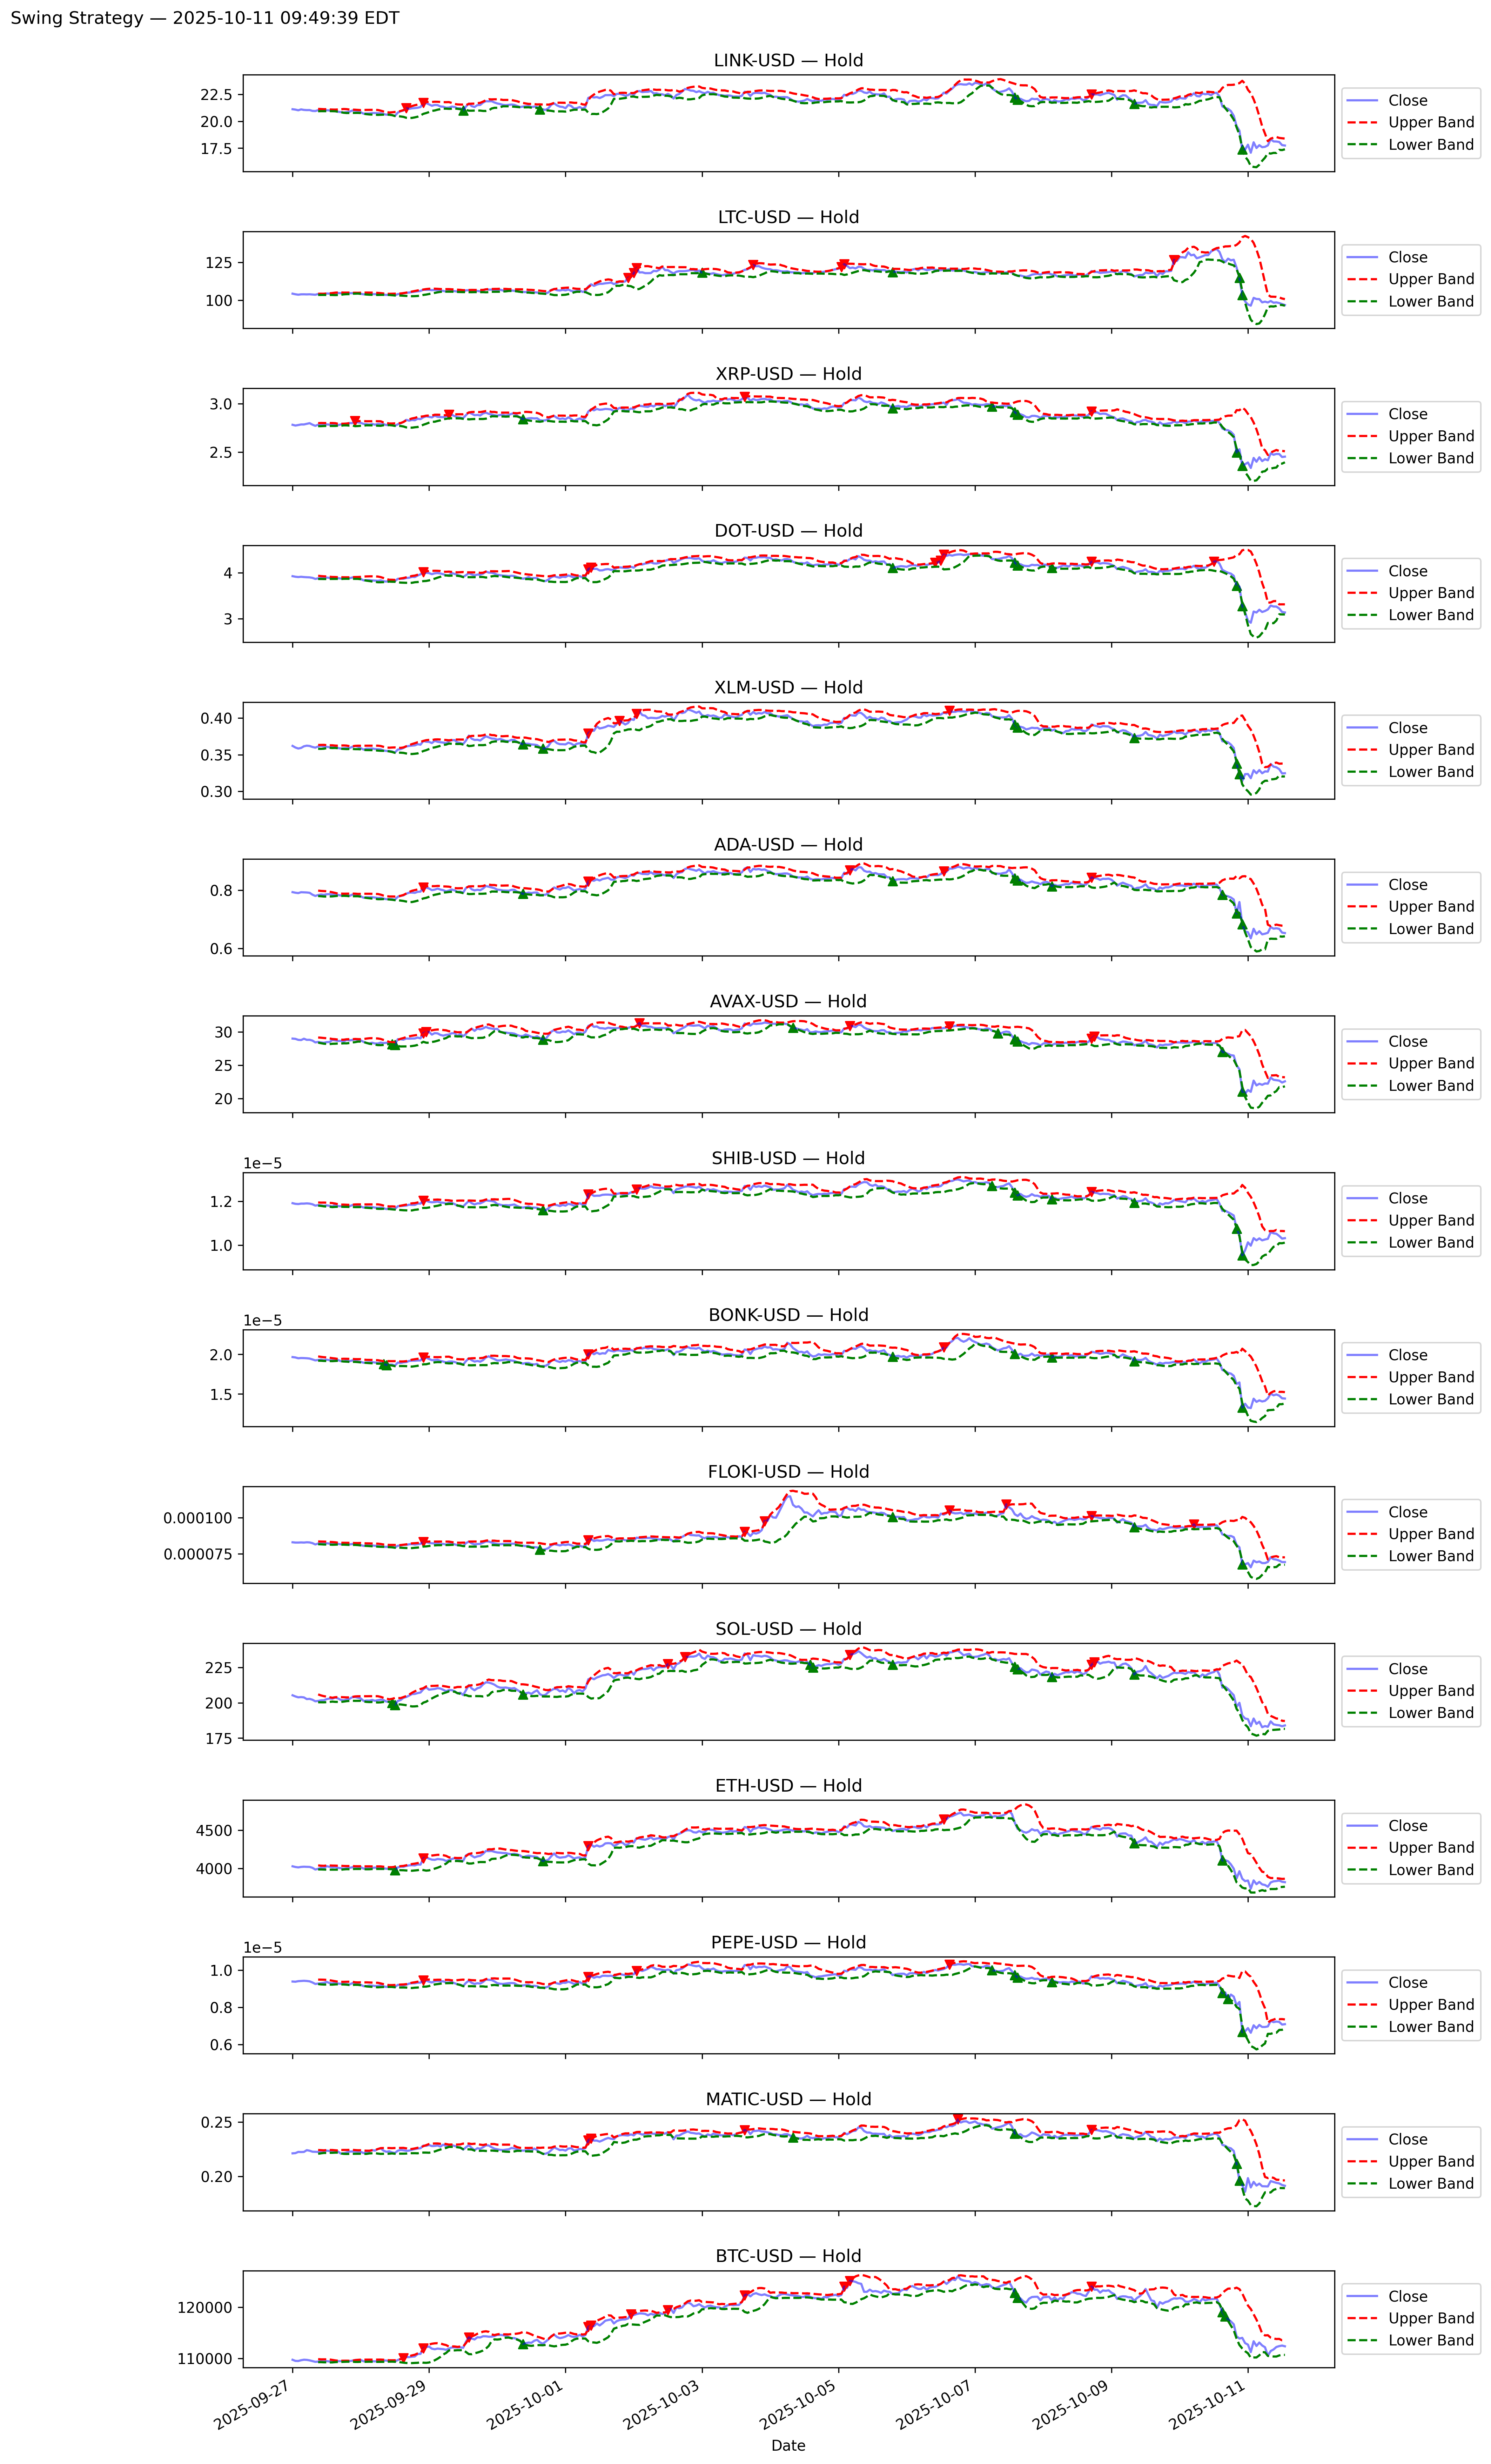 Swing Strategy — 2025-10-11 09:49:39 EDT
LINK-USD — Hold
22.5
20.0
17.5
Close
Upper Band
Lower Band
LTC-USD — Hold
125
100
Close
Upper Band
Lower Band
XRP-USD — Hold
3.0
2.5
Close
Upper Band
Lower Band
DOT-USD — Hold
4
3
Close
Upper Band
Lower Band
XLM-USD — Hold
0.40
0.35
0.30
Close
Upper Band
Lower Band
ADA-USD — Hold
0.8
0.6
Close
Upper Band
Lower Band
AVAX-USD — Hold
30
25
20
Close
Upper Band
Lower Band
SHIB-USD — Hold
1e−5
1.2
1.0
Close
Upper Band
Lower Band
BONK-USD — Hold
1e−5
2.0
1.5
Close
Upper Band
Lower Band
FLOKI-USD — Hold
0.000100
0.000075
Close
Upper Band
Lower Band
SOL-USD — Hold
225
200
175
Close
Upper Band
Lower Band
ETH-USD — Hold
4500
4000
Close
Upper Band
Lower Band
PEPE-USD — Hold
1e−5
1.0
0.8
0.6
Close
Upper Band
Lower Band
MATIC-USD — Hold
0.25
0.20
Close
Upper Band
Lower Band
BTC-USD — Hold
120000
110000
Close
Upper Band
Lower Band
2025-09-27
2025-09-29
2025-10-01
2025-10-03
2025-10-05
2025-10-07
2025-10-09
2025-10-11
Date